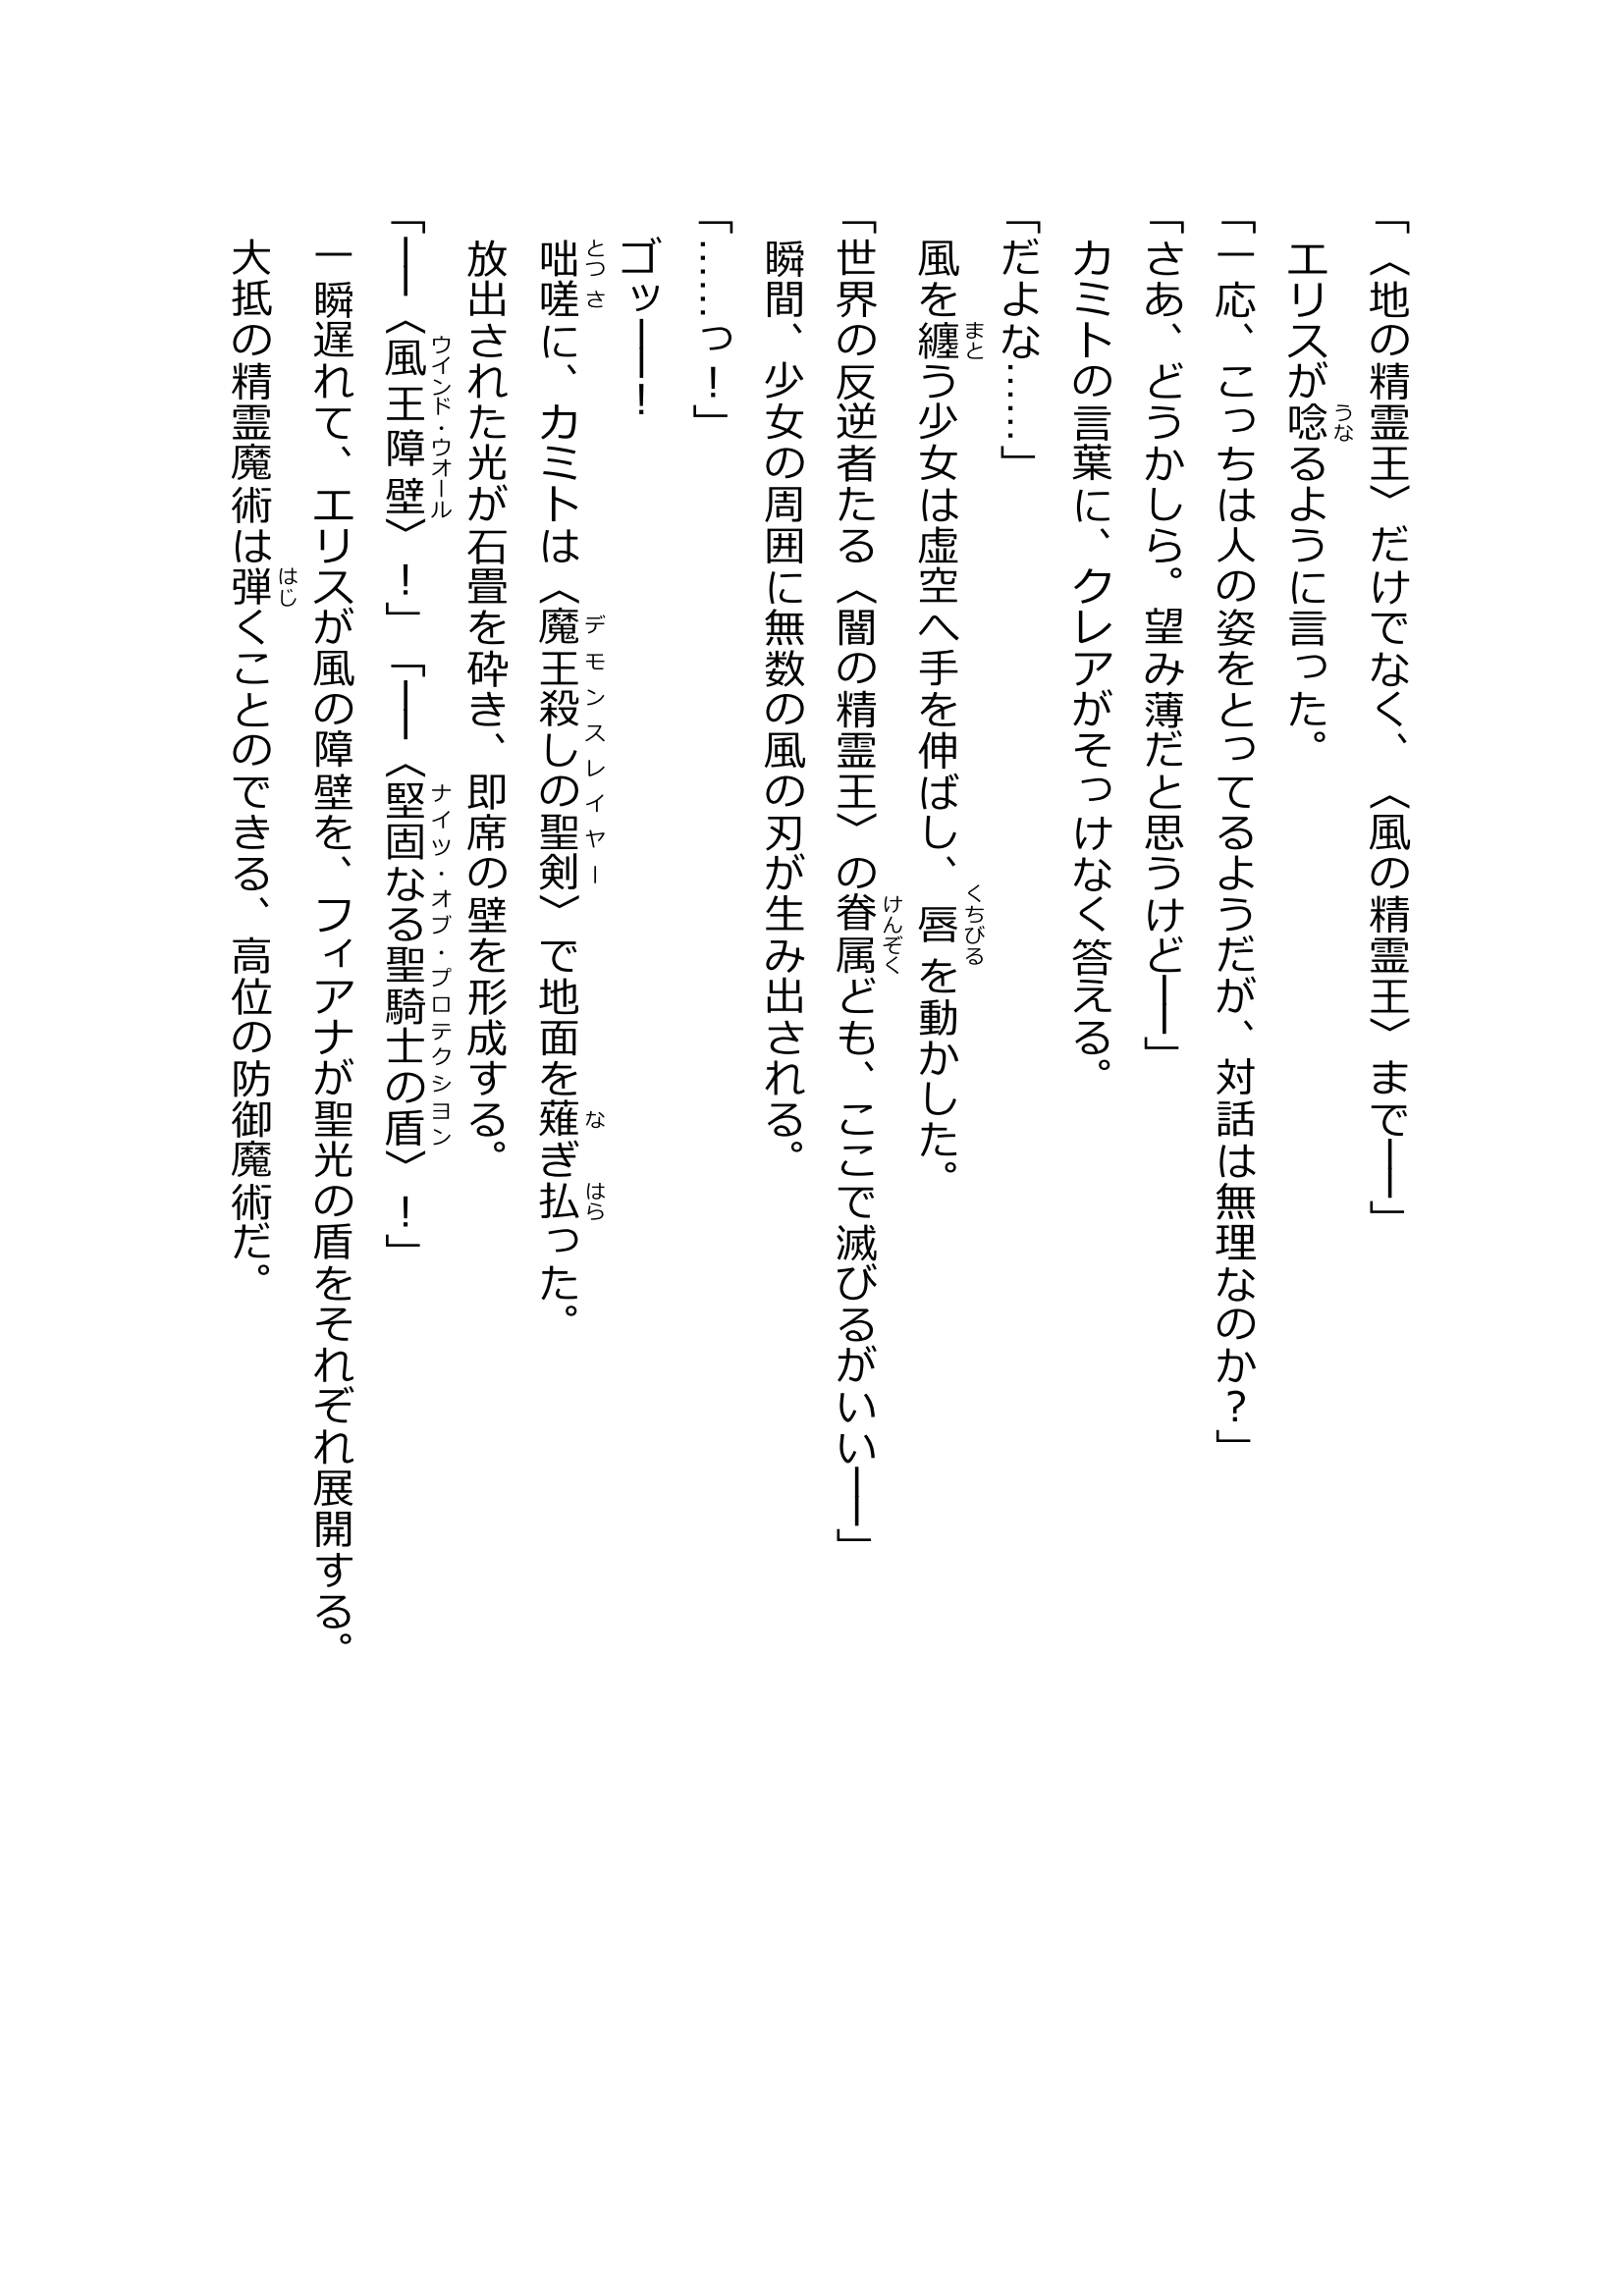 「〈地の精霊王〉だけでなく、〈風の精霊王〉まで――」
　エリスが唸るように言った。
「一応、こっちは人の姿をとってるようだが、対話は無理なのか？」
「さあ、どうかしら。望み薄だと思うけど――」
　カミトの言葉に、クレアがそっけなく答える。
「だよな……」
　風を纏う少女は虚空へ手を伸ばし、唇を動かした。
「世界の反逆者たる〈闇の精霊王〉の眷属ども、ここで滅びるがいい――」
　瞬間、少女の周囲に無数の風の刃が生み出される。
「……っ！」
　ゴッ――！
　咄嗟に、カミトは〈魔王殺しの聖剣〉で地面を薙ぎ払った。
　放出された光が石畳を砕き、即席の壁を形成する。
「――〈風王障壁〉！」「――〈堅固なる聖騎士の盾〉！」
　一瞬遅れて、エリスが風の障壁を、フィアナが聖光の盾をそれぞれ展開する。
　大抵の精霊魔術は弾くことのできる、高位の防御魔術だ。